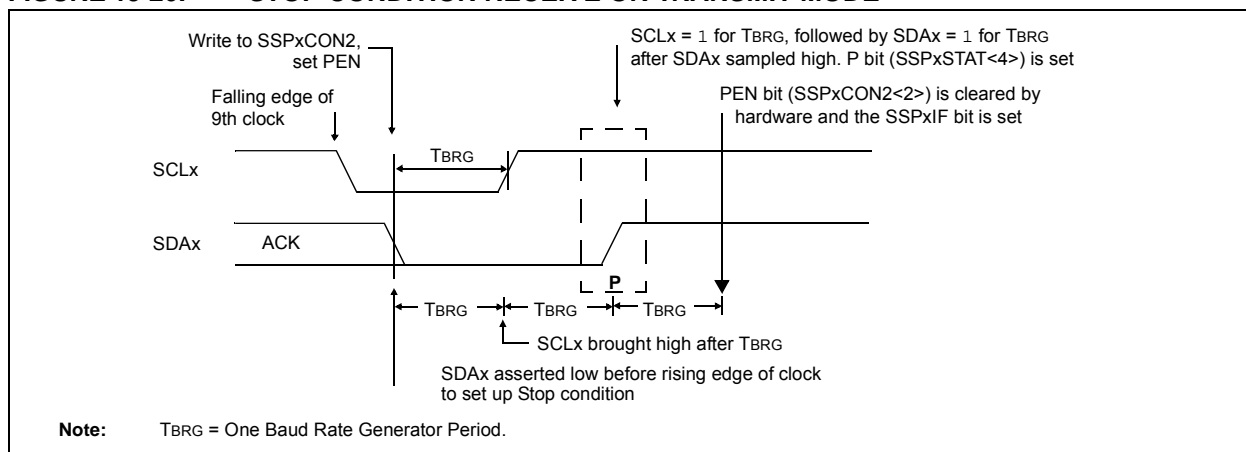 Write to SSPxCON2,
set PEN
SCLx = 1 for TBRG, followed by SDAx = 1 for TBRG
after SDAx sampled high. P bit (SSPxSTAT<4>) is set
Falling edge of
9th clock
PEN bit (SSPxCON2<2>) is cleared by
hardware and the SSPxIF bit is set
SCLx
TBRG
SDAx
ACK
P
TBRG
TBRG
TBRG
SCLx brought high after TBRG
SDAx asserted low before rising edge of clock
to set up Stop condition
Note: TBRG = One Baud Rate Generator Period.